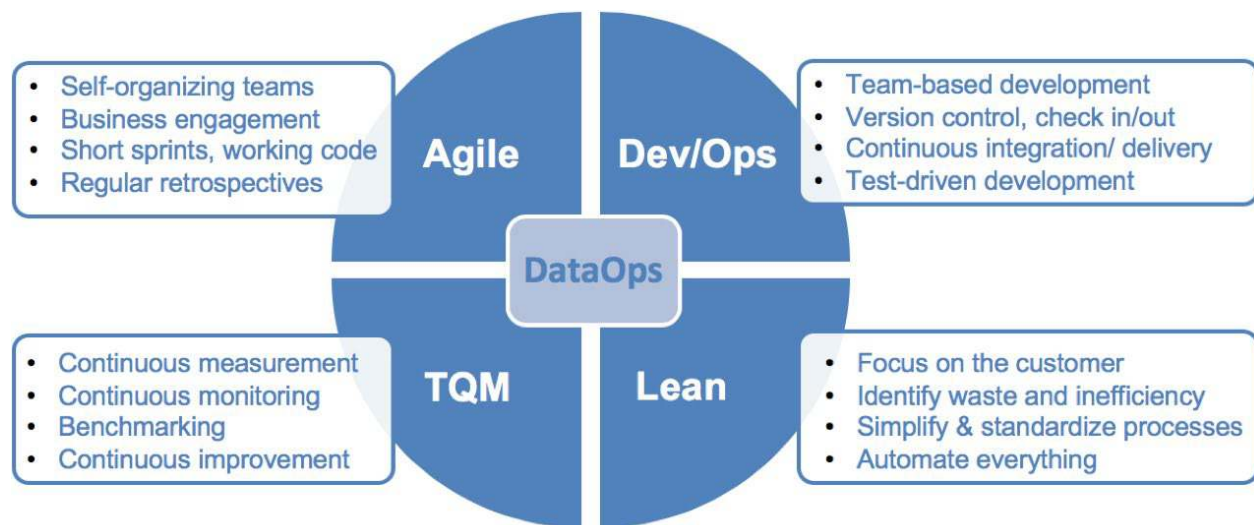 • Self-organizing teams
• Business engagement
• Short sprints, working code
• Regular retrospectives
Agile
Dev/Ops
• Team-based development
• Version control, check in/out
• Continuous integration/ delivery
• Test-driven development
DataOps
• Continuous measurement
• Continuous monitoring
• Benchmarking
• Continuous improvement
TQM
Lean
• Focus on the customer
• Identify waste and inefficiency
• Simplify & standardize processes
• Automate everything